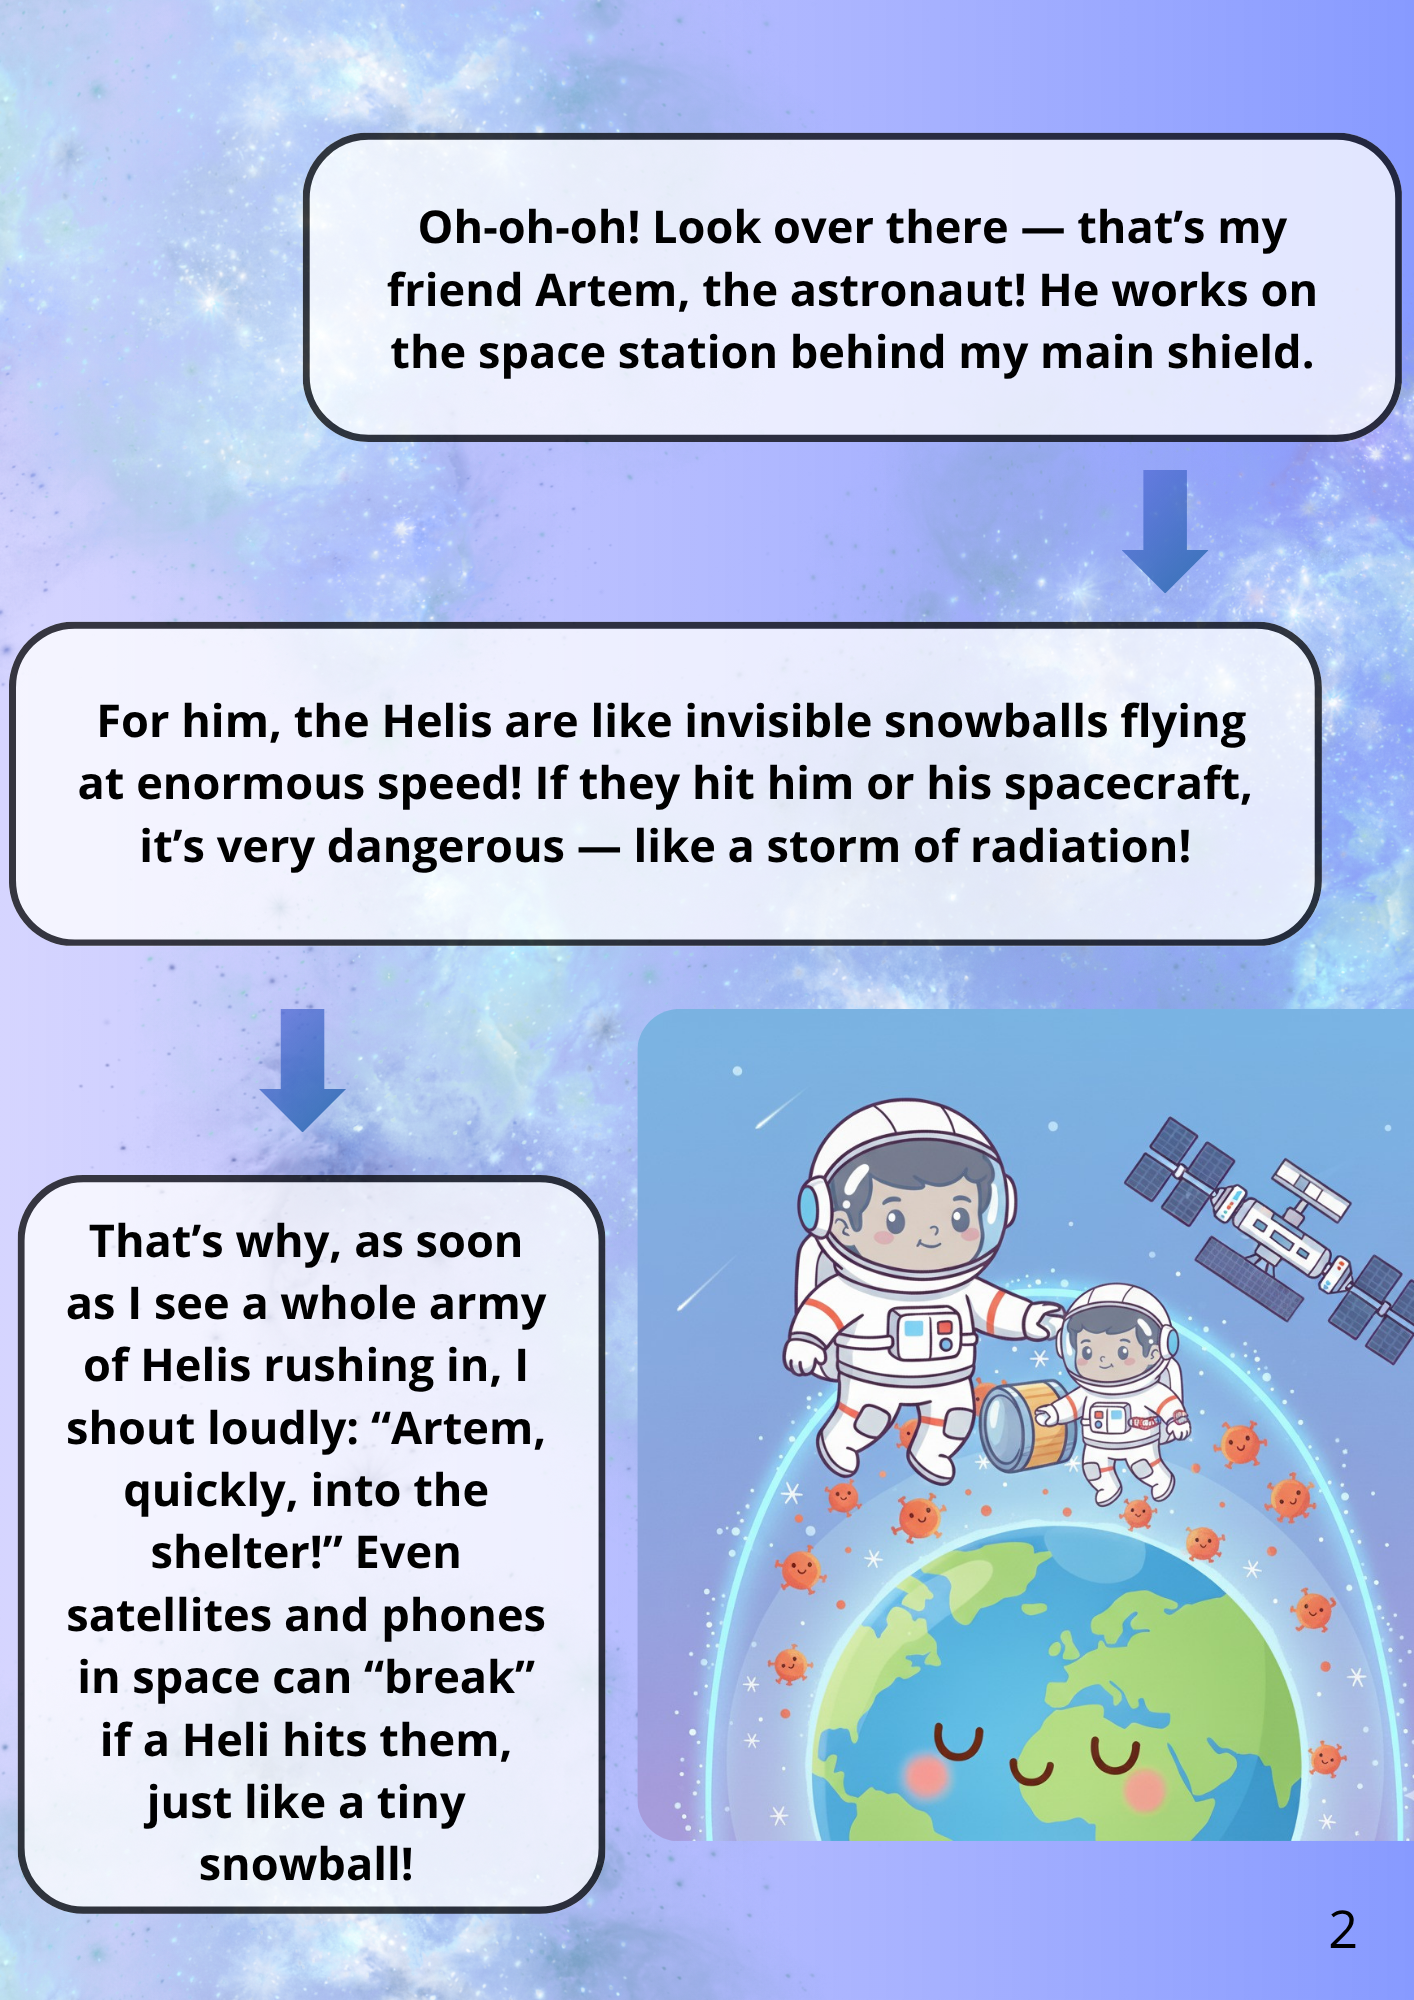 Oh-oh-oh! Look over there — that’s my
friend Artem, the astronaut! He works on
the space station behind my main shield.
For him, the Helis are like invisible snowballs flying
at enormous speed! If they hit him or his spacecraft,
it’s very dangerous — like a storm of radiation!
That’s why, as soon
as I see a whole army
of Helis rushing in, I
shout loudly: “Artem,
quickly, into the
shelter!” Even
satellites and phones
in space can “break”
if a Heli hits them,
just like a tiny
snowball!
2